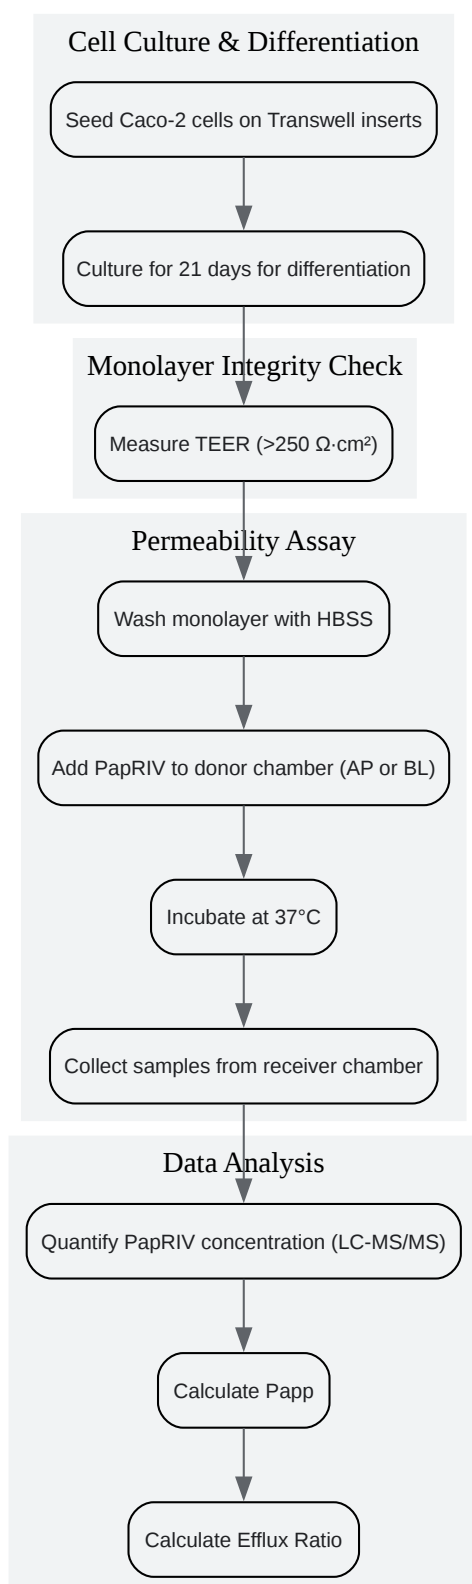 Cell Culture & Differentiation
Seed Caco-2 cells on Transwell inserts
Culture for 21 days for differentiation
Monolayer Integrity Check
Measure TEER (>250 Ω·cm²)
Permeability Assay
Wash monolayer with HBSS
Add PapRIV to donor chamber (AP or BL)
Incubate at 37°C
Collect samples from receiver chamber
Data Analysis
Quantify PapRIV concentration (LC-MS/MS)
Calculate Papp
Calculate Efflux Ratio